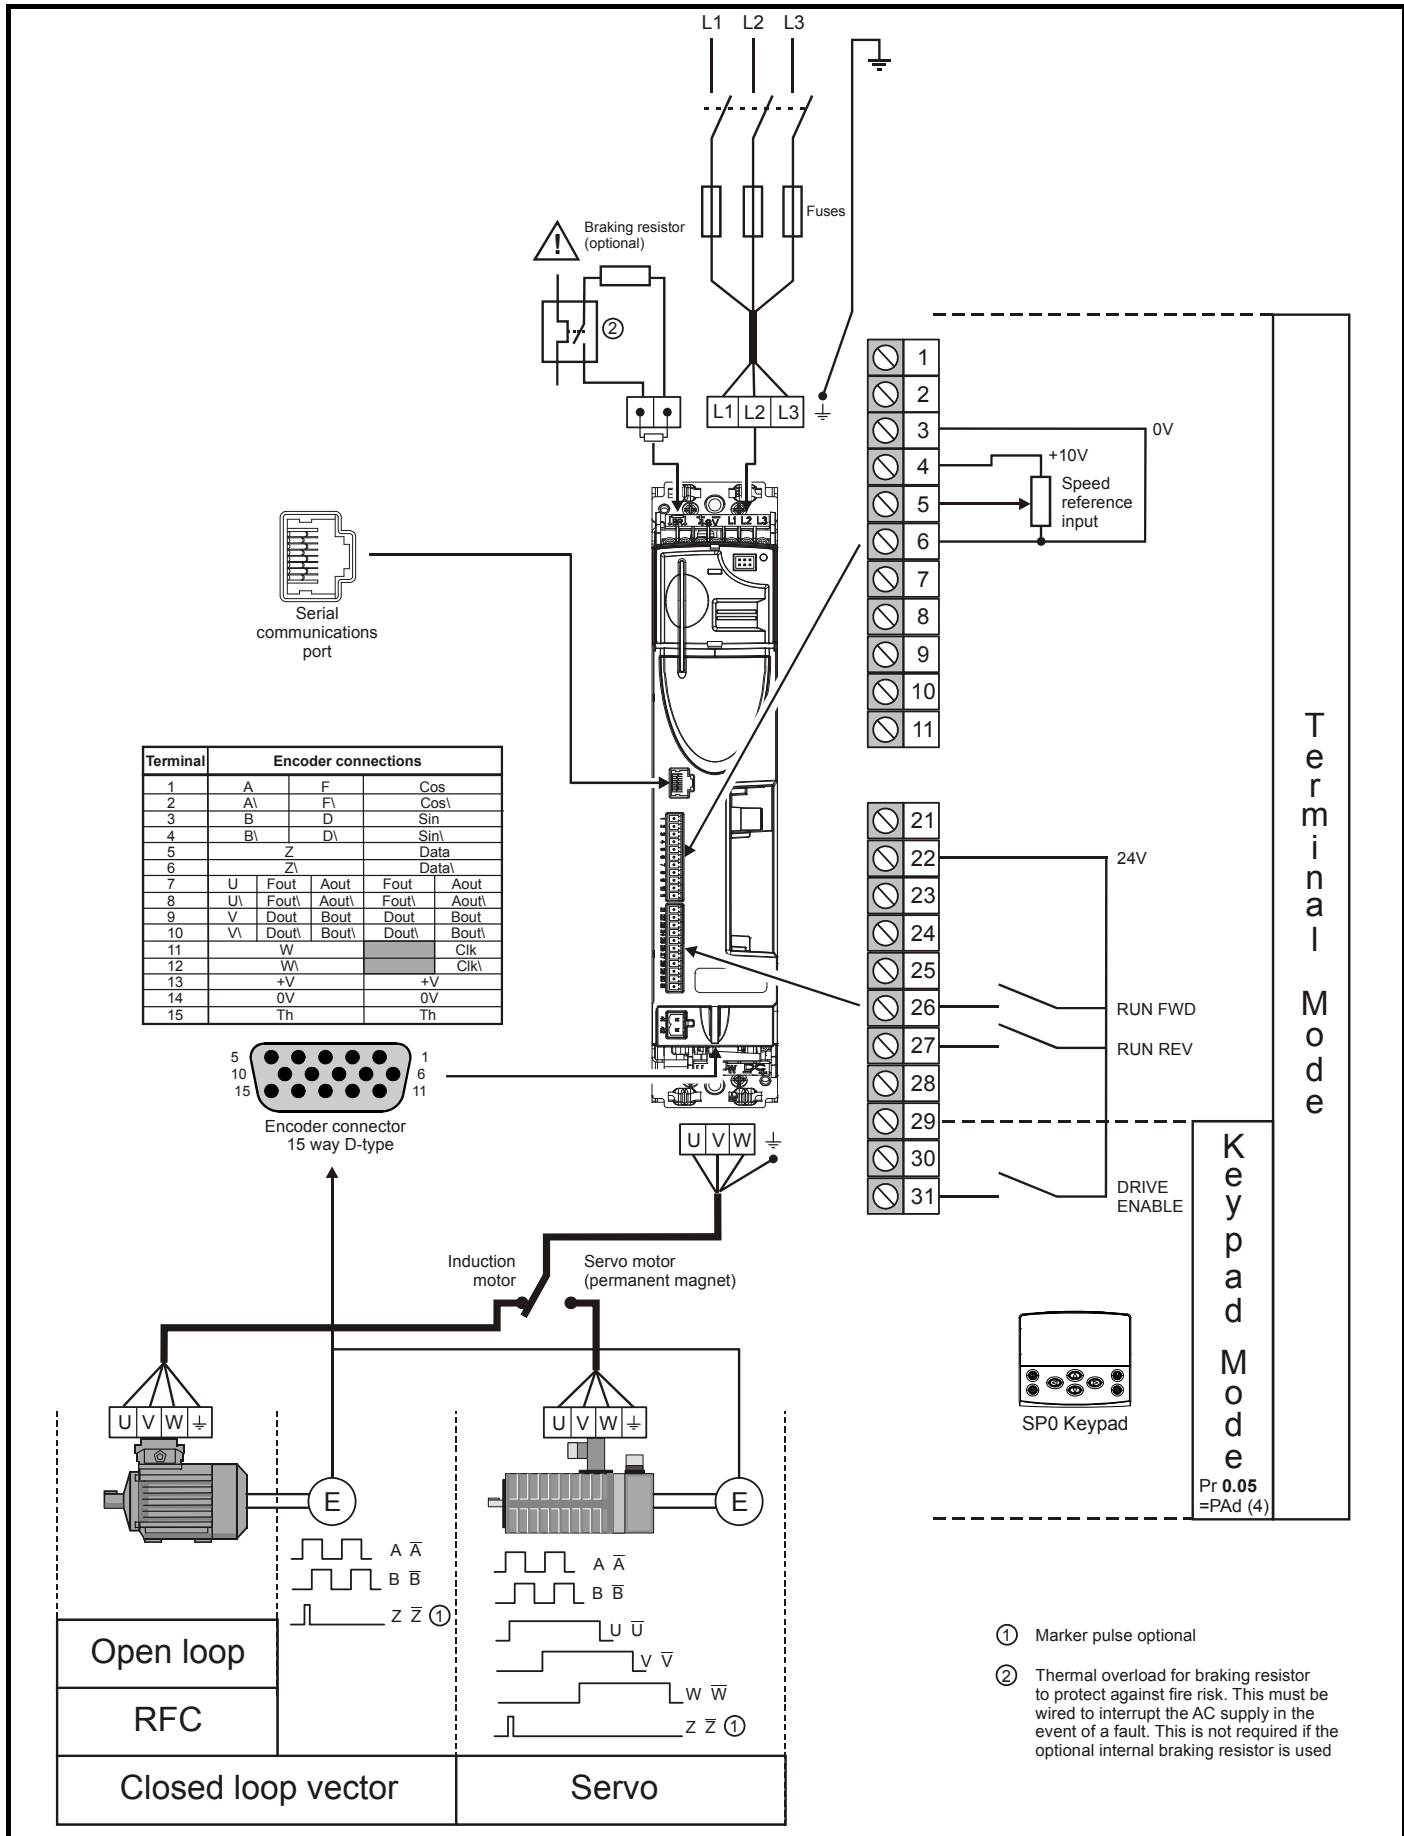 L1 L2 L3
Fuses
Braking resistor
(optional)
!
2
L1 L2 L3
L1 L2 L3
Serial
communications
port
1
2
3
4
5
6
7
8
9
10
11
0V
+10V
Speed
reference
input
21
22
23
24
25
26
27
28
29
30
31
24V
RUN FWD
RUN REV
DRIVE
ENABLE
Terminal Mode
Keypad Mode
Pr 0.05
=PAd (4)
SP0 Keypad
Terminal Encoder connections
1 A F Cos
2 A\ F\ Cos\
3 B D Sin
4 B\ D\ Sin\
5 Z Data
6 Z\ Data\
7 U Fout Aout Fout Aout
8 U\ Fout\ Aout\ Fout\ Aout\
9 V Dout Bout Dout Bout
10 V\ Dout\ Bout\ Dout\ Bout\
11 W Clk
12 W\ Clk\
13 +V +V
14 0V 0V
15 Th Th
5 1
10 6
15 11
Encoder connector
15 way D-type
U V W
Induction
motor
Servo motor
(permanent magnet)
U V W
U V W
E
E
A A̅
B B̅
Z Z̅ 1
A A̅
B B̅
U U̅
V V̅
W W̅
Z Z̅ 1
Open loop
RFC
Closed loop vector
Servo
1 Marker pulse optional
2 Thermal overload for braking resistor
to protect against fire risk. This must be
wired to interrupt the AC supply in the
event of a fault. This is not required if the
optional internal braking resistor is used